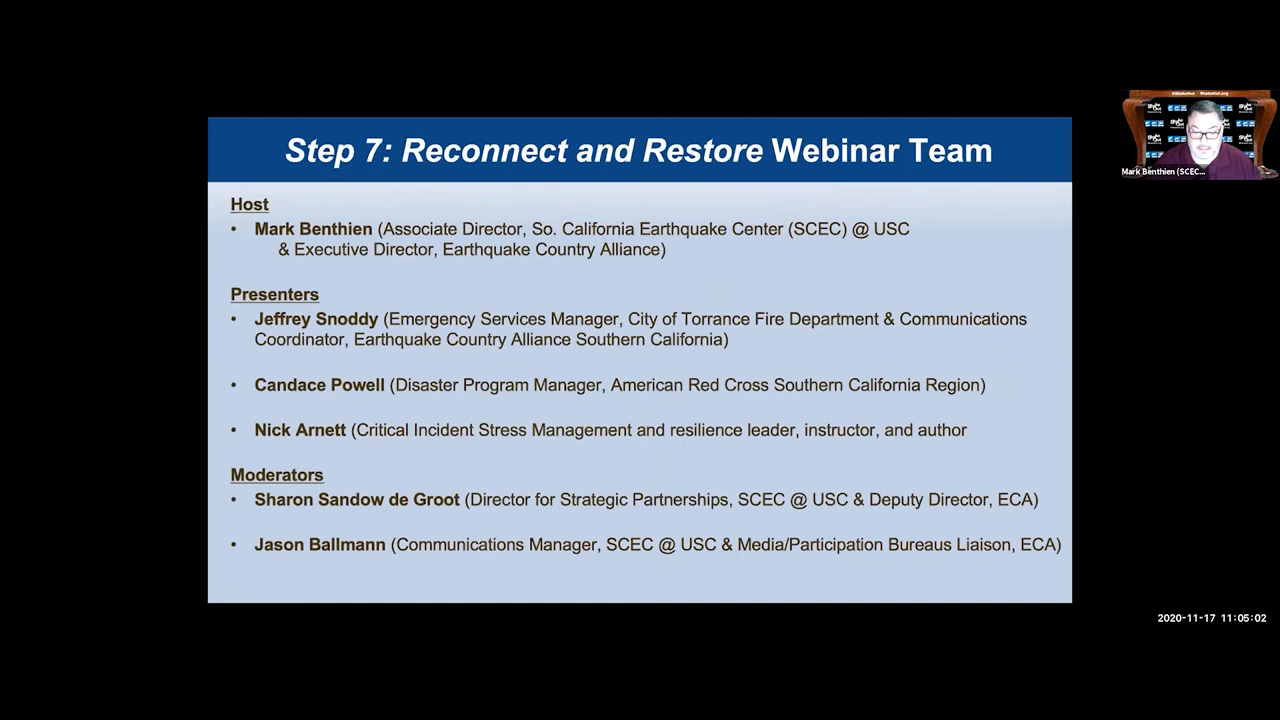 Step 7: Reconnect and Restore Webinar Team
Host
• Mark Benthien (Associate Director, So. California Earthquake Center (SCEC) @ USC
& Executive Director, Earthquake Country Alliance)
Presenters
• Jeffrey Snoddy (Emergency Services Manager, City of Torrance Fire Department & Communications
Coordinator, Earthquake Country Alliance Southern California)
• Candace Powell (Disaster Program Manager, American Red Cross Southern California Region)
• Nick Arnett (Critical Incident Stress Management and resilience leader, instructor, and author
Moderators
• Sharon Sandow de Groot (Director for Strategic Partnerships, SCEC @ USC & Deputy Director, ECA)
• Jason Ballmann (Communications Manager, SCEC @ USC & Media/Participation Bureaus Liaison, ECA)
#ShakeOut ShakeOut.org
Mark Benthien (SCEC...
2020-11-17 11:05:02